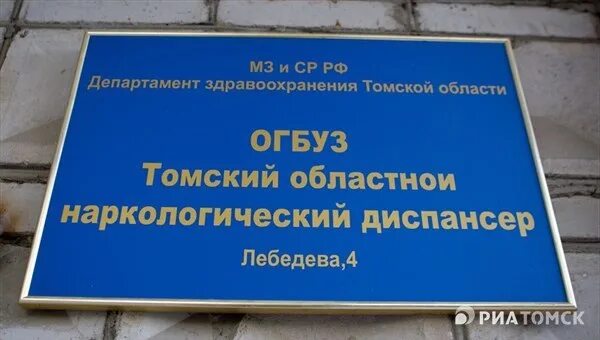 МЗ и СР РФ
Департамент здравоохранения Томской области
ОГБУЗ
Томский областнои
наркологический диспансер
Лебедева,4
РИАТОМСК